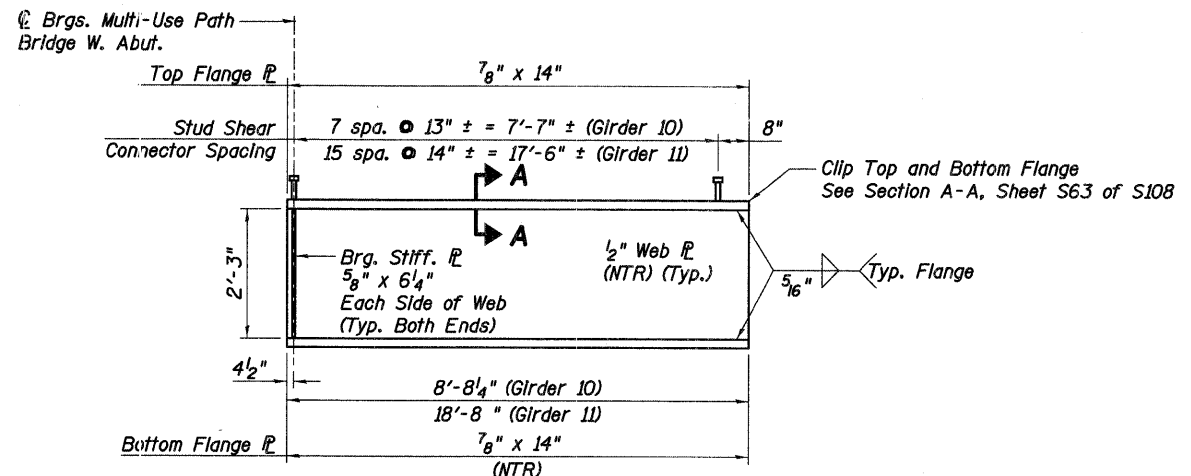 ℄ Brgs. Multi-Use Path
Bridge W. Abut.
Top Flange ℄
7/8" x 14"
Stud Shear
Connector Spacing
7 spa. @ 13" ± = 7'-7" ± (Girder 10)
15 spa. @ 14" ± = 17'-6" ± (Girder 11)
8"
A
A
Clip Top and Bottom Flange
See Section A-A, Sheet S63 of S108
2'-3"
Brg. Stiff. ⅊
5/8" x 6 1/4"
Each Side of Web
(Typ. Both Ends)
1/2" Web ⅊
(NTR) (Typ.)
5/16"
Typ. Flange
4 1/2"
8'-8 1/4" (Girder 10)
18'-8 " (Girder 11)
Bottom Flange ⅊
7/8" x 14"
(NTR)